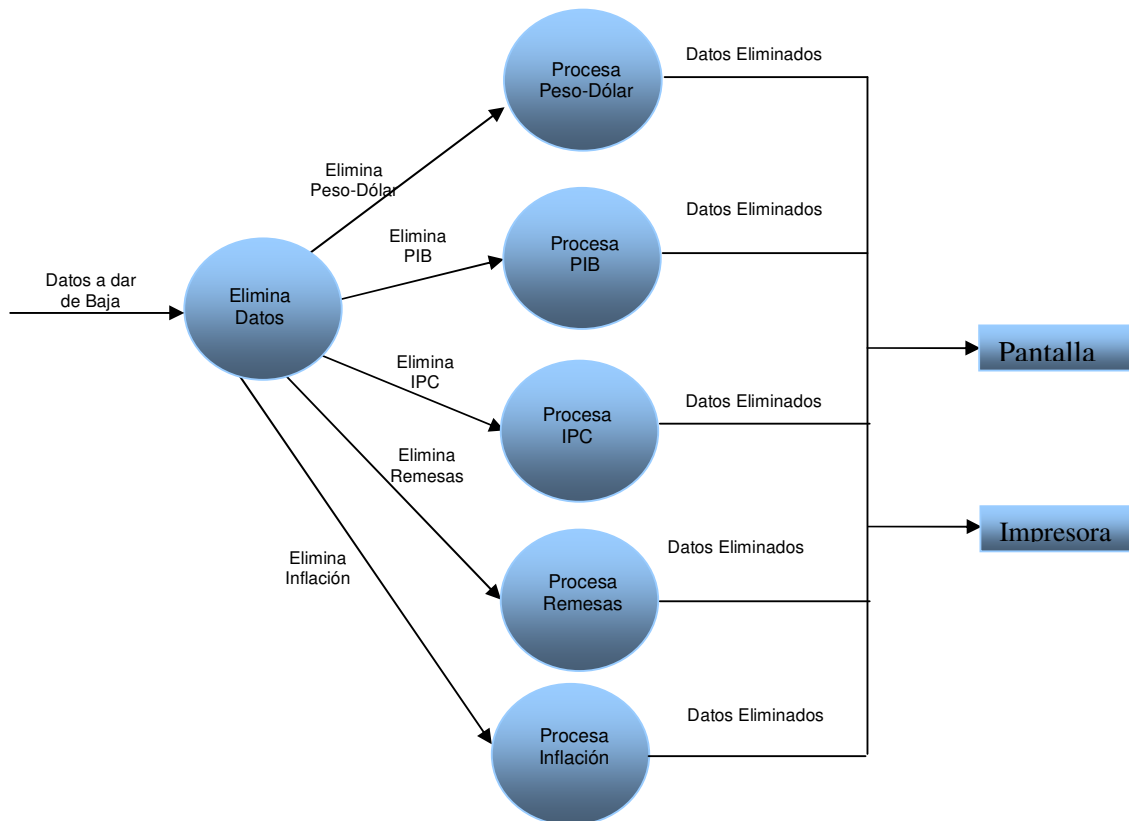 Procesa
Peso-Dólar
Datos Eliminados
Elimina
Peso-Dólar
Elimina
PIB
Procesa
PIB
Datos Eliminados
Datos a dar
de Baja
Elimina
Datos
Elimina
IPC
Procesa
IPC
Datos Eliminados
Pantalla
Elimina
Remesas
Procesa
Remesas
Datos Eliminados
Impresora
Elimina
Inflación
Procesa
Inflación
Datos Eliminados